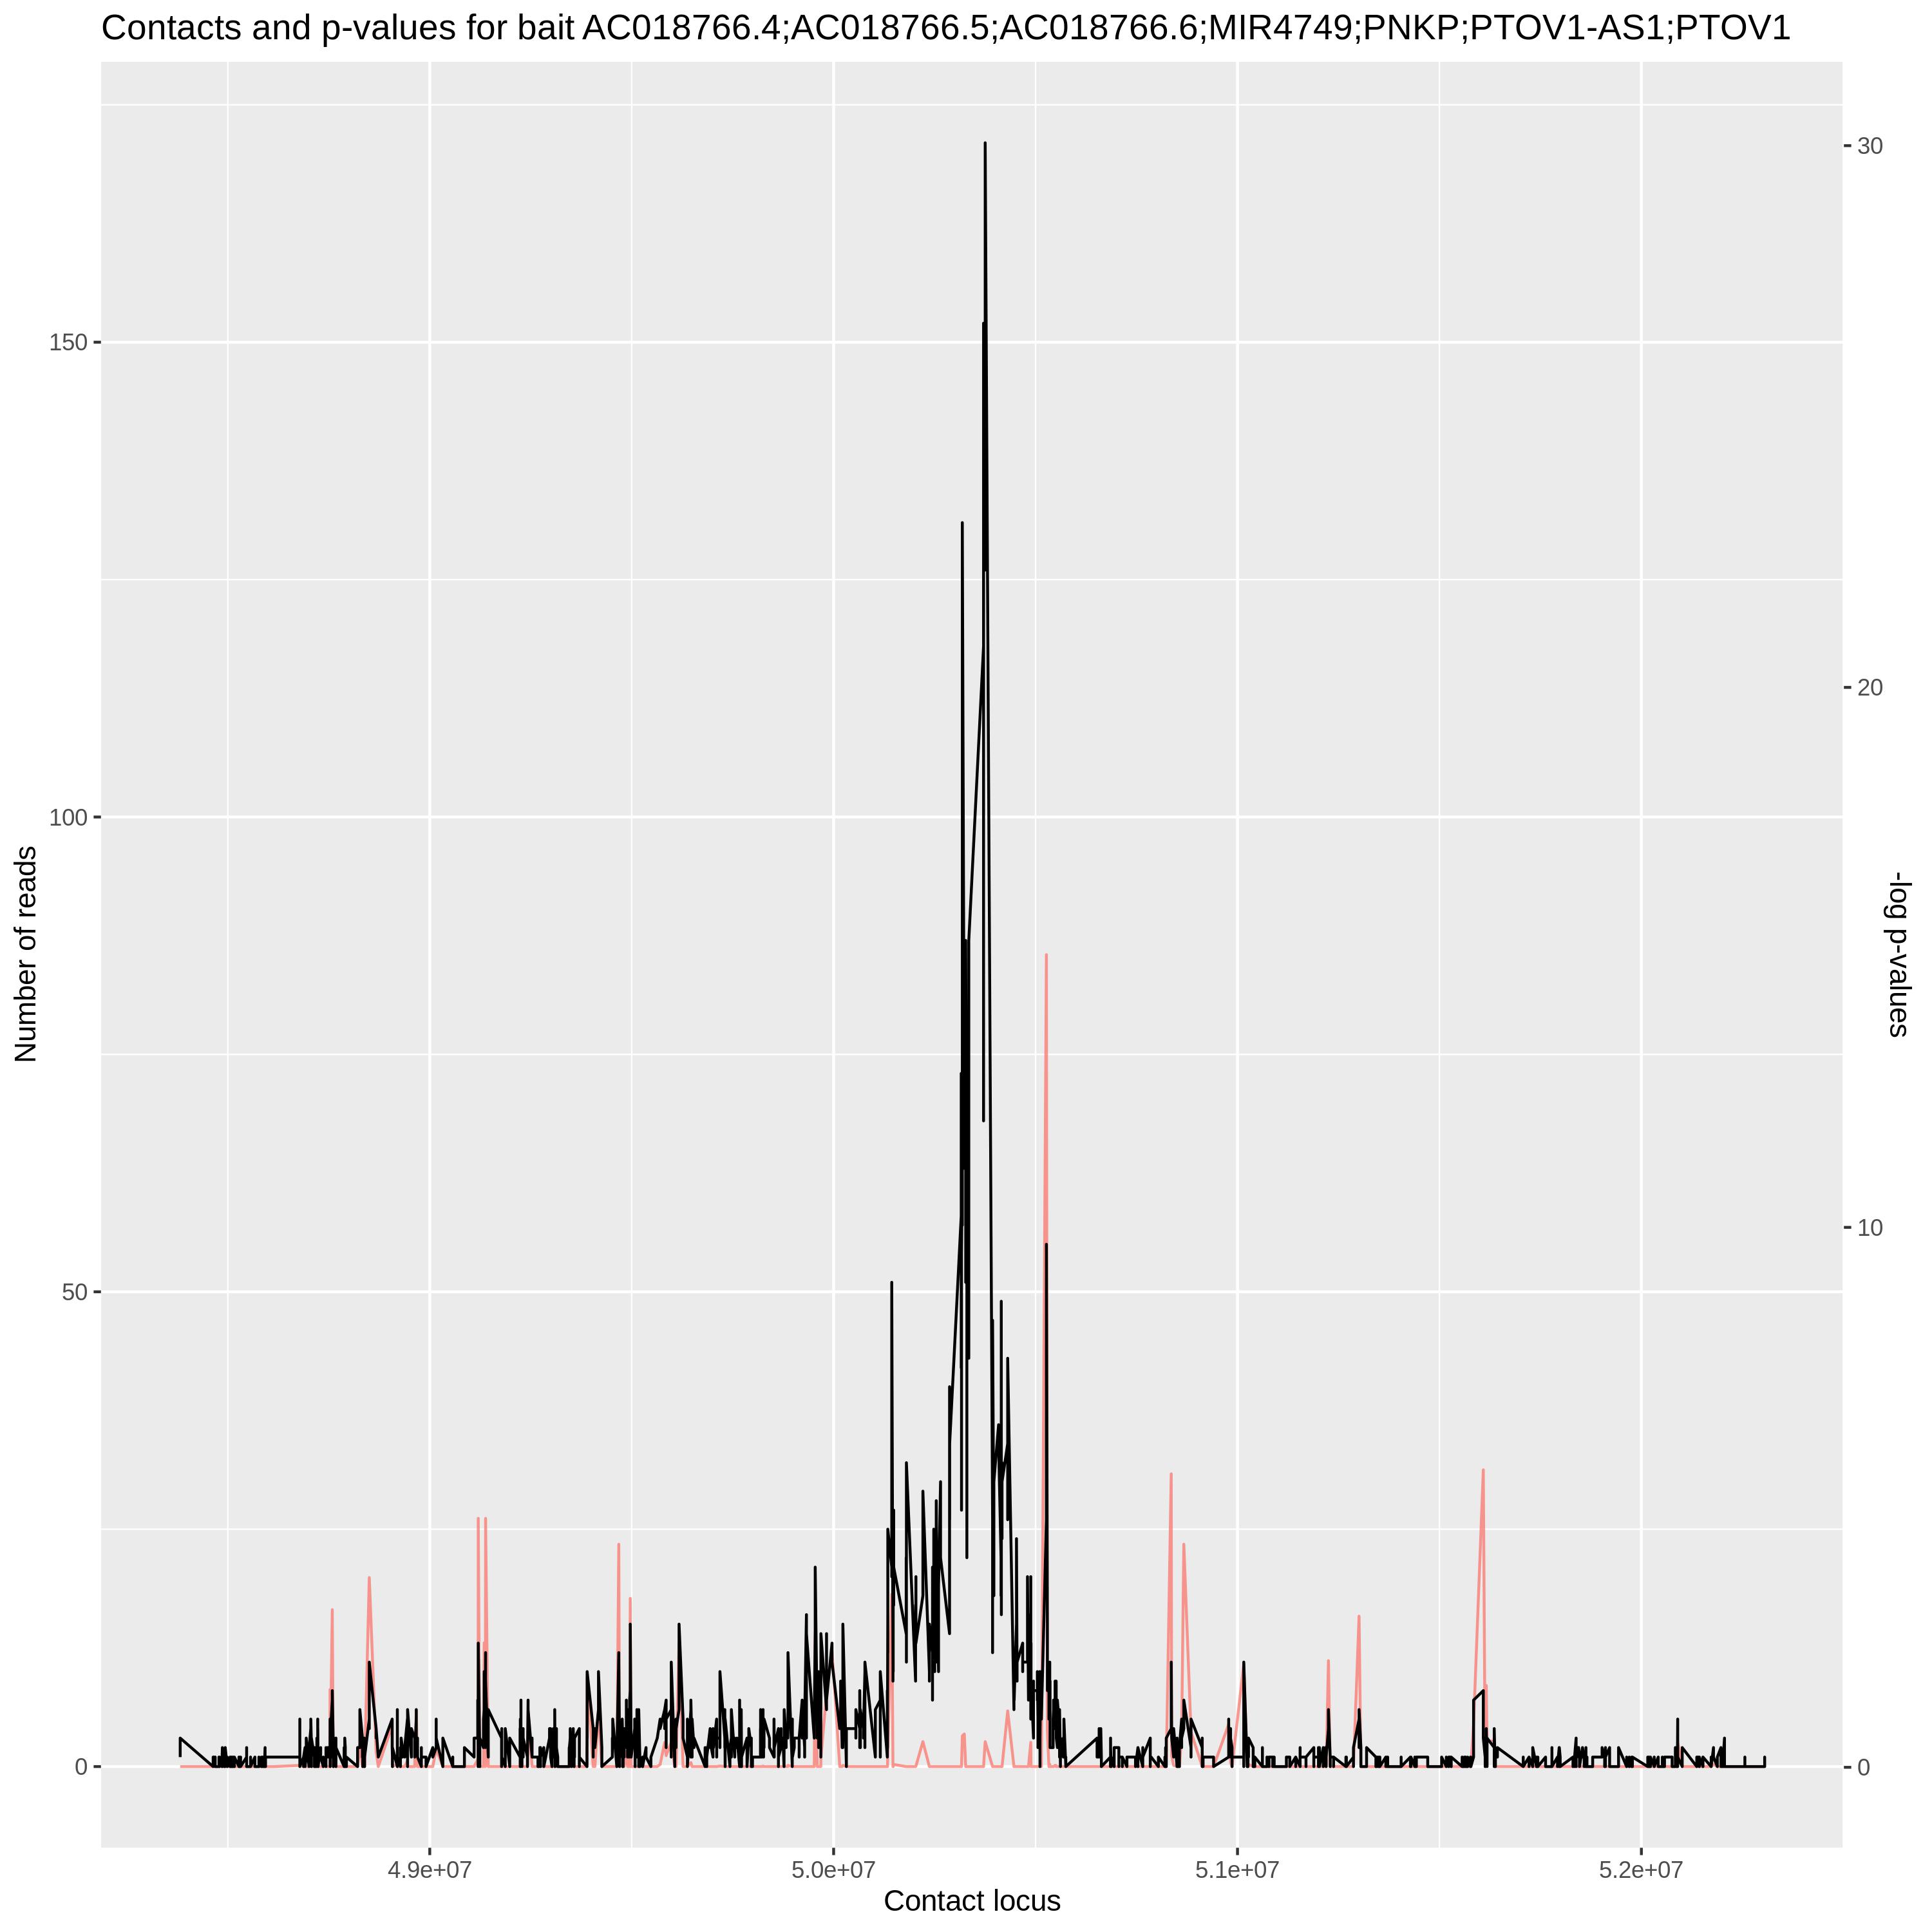 Contacts and p-values for bait AC018766.4;AC018766.5;AC018766.6;MIR4749;PNKP;PTOV1-AS1;PTOV1
30
150
20
100
Number of reads
-log p-values
10
50
0
0
4.9e+07
5.0e+07
5.1e+07
5.2e+07
Contact locus